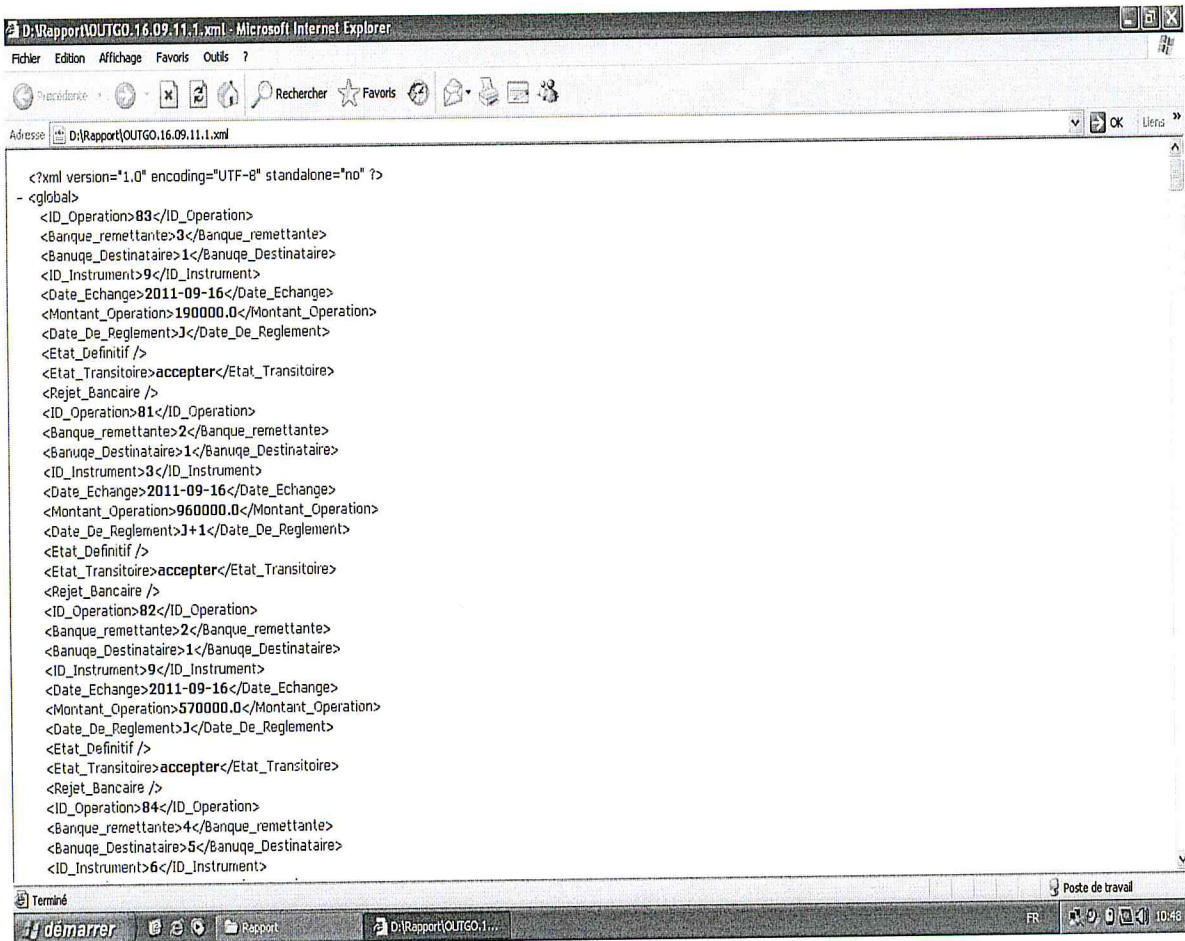 D:\Rapport\OUTGO.16.09.11.1.xml - Microsoft Internet Explorer
Fichier Edition Affichage Favoris Outils ?
Précédente Rechercher Favoris
Adresse D:\Rapport\OUTGO.16.09.11.1.xml OK Liens »
<?xml version="1.0" encoding="UTF-8" standalone="no" ?>
- <global>
<ID_Operation>83</ID_Operation>
<Banque_remettante>3</Banque_remettante>
<Banuqe_Destinataire>1</Banuqe_Destinataire>
<ID_Instrument>9</ID_Instrument>
<Date_Echange>2011-09-16</Date_Echange>
<Montant_Operation>190000.0</Montant_Operation>
<Date_De_Reglement>J</Date_De_Reglement>
<Etat_Definitif />
<Etat_Transitoire>accepter</Etat_Transitoire>
<Rejet_Bancaire />
<ID_Operation>81</ID_Operation>
<Banque_remettante>2</Banque_remettante>
<Banuqe_Destinataire>1</Banuqe_Destinataire>
<ID_Instrument>3</ID_Instrument>
<Date_Echange>2011-09-16</Date_Echange>
<Montant_Operation>960000.0</Montant_Operation>
<Date_De_Reglement>J+1</Date_De_Reglement>
<Etat_Definitif />
<Etat_Transitoire>accepter</Etat_Transitoire>
<Rejet_Bancaire />
<ID_Operation>82</ID_Operation>
<Banque_remettante>2</Banque_remettante>
<Banuqe_Destinataire>1</Banuqe_Destinataire>
<ID_Instrument>9</ID_Instrument>
<Date_Echange>2011-09-16</Date_Echange>
<Montant_Operation>570000.0</Montant_Operation>
<Date_De_Reglement>J</Date_De_Reglement>
<Etat_Definitif />
<Etat_Transitoire>accepter</Etat_Transitoire>
<Rejet_Bancaire />
<ID_Operation>84</ID_Operation>
<Banque_remettante>4</Banque_remettante>
<Banuqe_Destinataire>5</Banuqe_Destinataire>
<ID_Instrument>6</ID_Instrument>
Terminé Poste de travail
démarrer Rapport D:\Rapport\OUTGO.1... FR 10:48